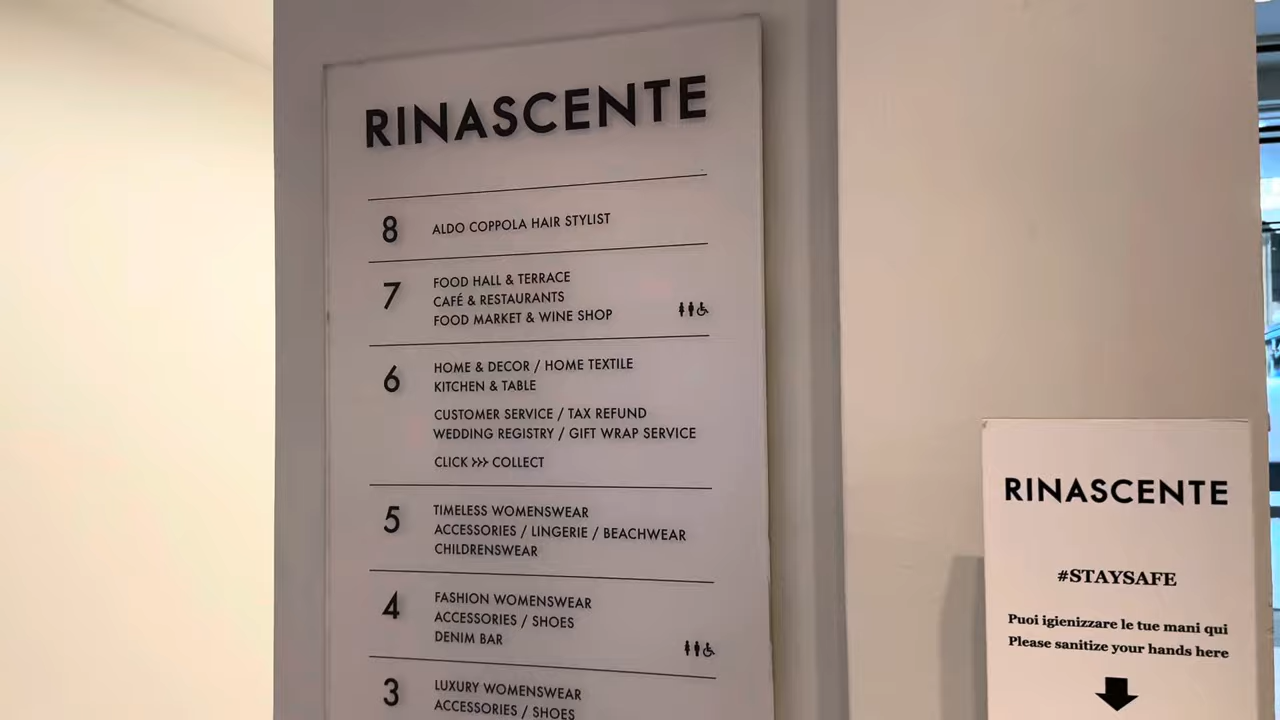 RINASCENTE
8 ALDO COPPOLA HAIR STYLIST
7 FOOD HALL & TERRACE
CAFÉ & RESTAURANTS
FOOD MARKET & WINE SHOP
6 HOME & DECOR / HOME TEXTILE
KITCHEN & TABLE
CUSTOMER SERVICE / TAX REFUND
WEDDING REGISTRY / GIFT WRAP SERVICE
CLICK >>> COLLECT
5 TIMELESS WOMENSWEAR
ACCESSORIES / LINGERIE / BEACHWEAR
CHILDRENSWEAR
4 FASHION WOMENSWEAR
ACCESSORIES / SHOES
DENIM BAR
3 LUXURY WOMENSWEAR
ACCESSORIES / SHOES
RINASCENTE
#STAYSAFE
Puoi igienizzare le tue mani qui
Please sanitize your hands here